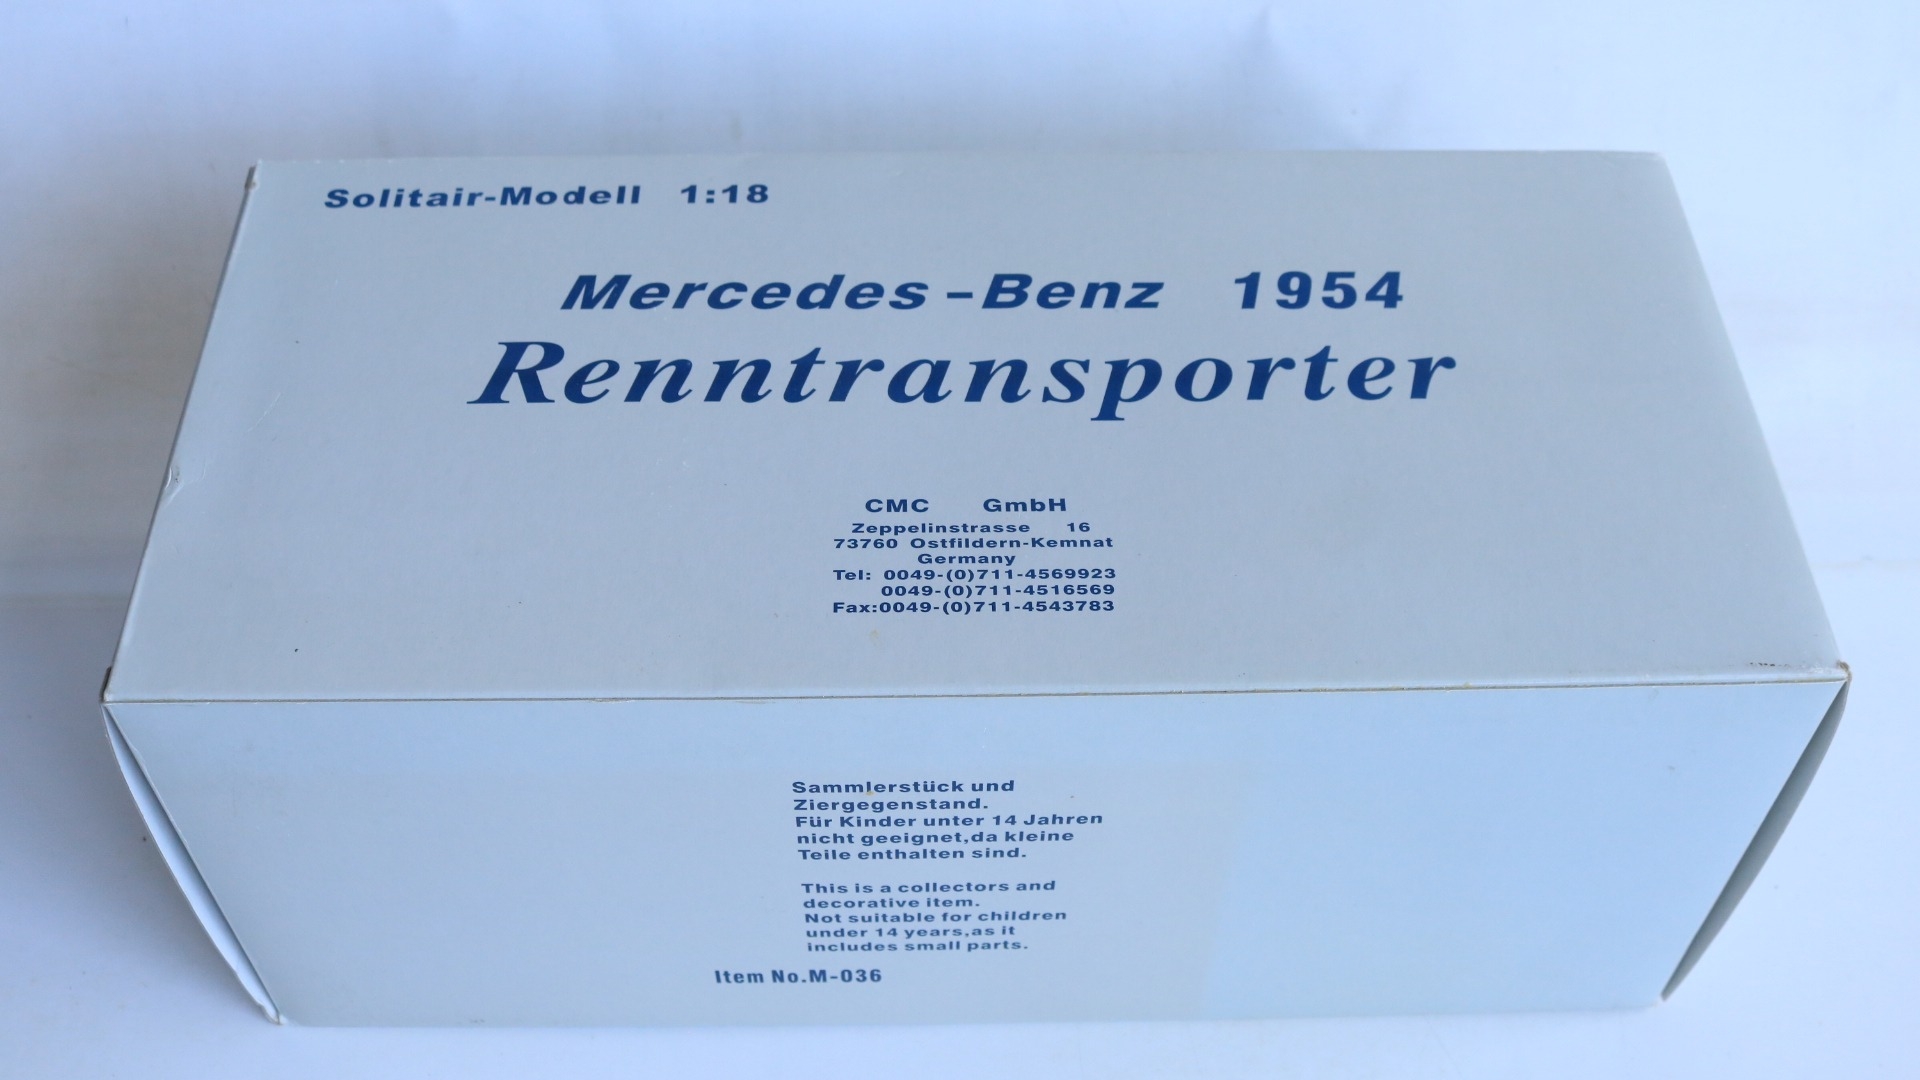 Solitair-Modell 1:18
Mercedes-Benz 1954
Renntransporter
CMC GmbH
Zeppelinstrasse 16
73760 Ostfildern-Kemnat
Germany
Tel: 0049-(0)711-4569923
0049-(0)711-4516569
Fax:0049-(0)711-4543783
Sammlerstück und
Ziergegenstand.
Für Kinder unter 14 Jahren
nicht geeignet,da kleine
Teile enthalten sind.
This is a collectors and
decorative item.
Not suitable for children
under 14 years,as it
includes small parts.
Item No.M-036